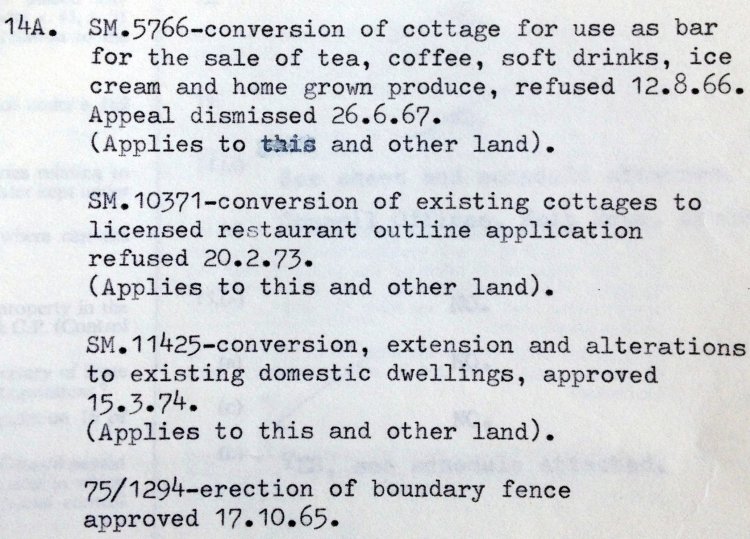 14A. SM.5766-conversion of cottage for use as bar
for the sale of tea, coffee, soft drinks, ice
cream and home grown produce, refused 12.8.66.
Appeal dismissed 26.6.67.
(Applies to this and other land).
SM.10371-conversion of existing cottages to
licensed restaurant outline application
refused 20.2.73.
(Applies to this and other land).
SM.11425-conversion, extension and alterations
to existing domestic dwellings, approved
15.3.74.
(Applies to this and other land).
75/1294-erection of boundary fence
approved 17.10.65.